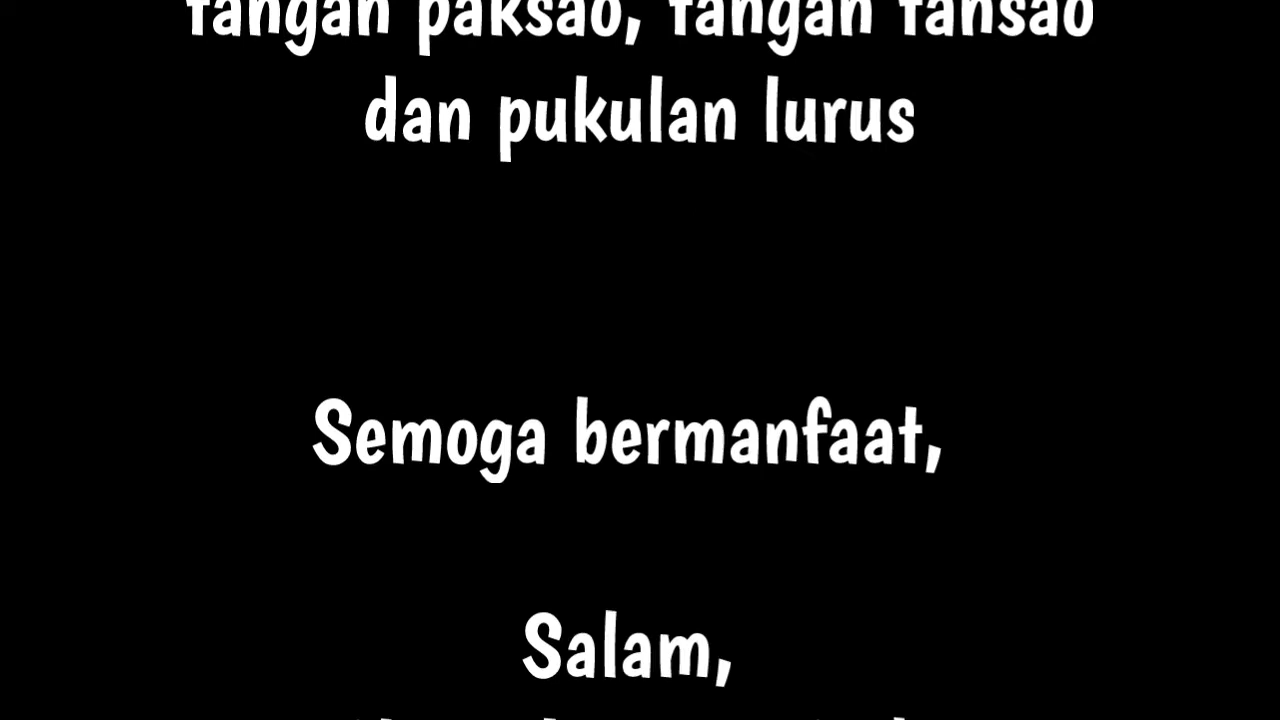 tangan paksao, tangan tansao
dan pukulan lurus
Semoga bermanfaat,
Salam,